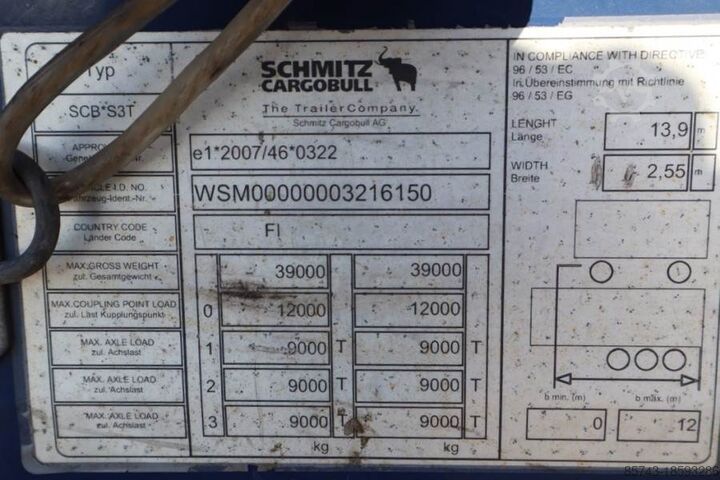 Typ
SCHMITZ
CARGOBULL
The TrailerCompany.
Schmitz Cargobull AG
SCB*S3T
e1*2007/46*0322
I.D. NO.
WSM00000003216150
COUNTRY CODE
Länder Code
FI
MAX.GROSS WEIGHT
zul. Gesamtgewicht
39000 T 39000 T
MAX.COUPLING POINT LOAD
zul. Last Kupplungspunkt
0 12000 12000
MAX. AXLE LOAD
zul. Achslast
1 9000 T 9000 T
MAX. AXLE LOAD
zul. Achslast
2 9000 T 9000 T
MAX. AXLE LOAD
zul. Achslast
3 9000 T 9000 T
kg kg
IN COMPLIANCE WITH DIRECTIVE
96 / 53 / EC
In Übereinstimmung mit Richtlinie
96 / 53 / EG
LENGHT
Länge
13,9 m
WIDTH
Breite
2,55 m
b min. (m) b max. (m)
0 12
85743-18593286